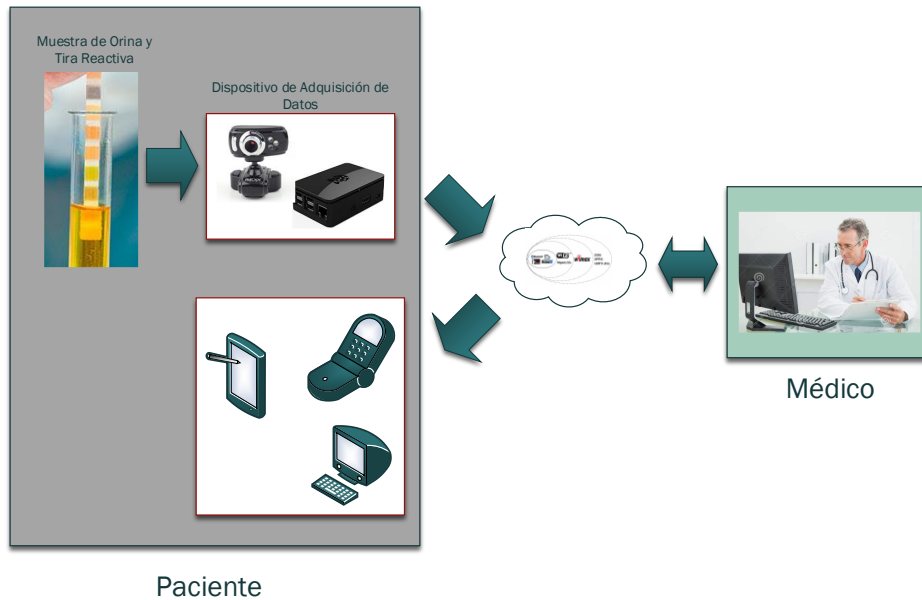 Muestra de Orina y
Tira Reactiva
Dispositivo de Adquisición de
Datos
Médico
Paciente